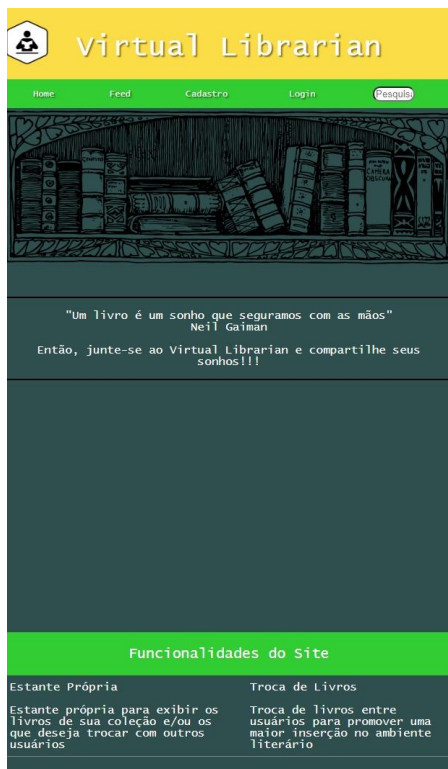 Virtual Librarian
Home Feed Cadastro Login Pesquis
CAMERA
OBSCURA
"Um livro é um sonho que seguramos com as mãos"
Neil Gaiman
Então, junte-se ao Virtual Librarian e compartilhe seus
sonhos!!!
Funcionalidades do Site
Estante Própria
Estante própria para exibir os
livros de sua coleção e/ou os
que deseja trocar com outros
usuários
Troca de Livros
Troca de livros entre
usuários para promover uma
maior inserção no ambiente
literário